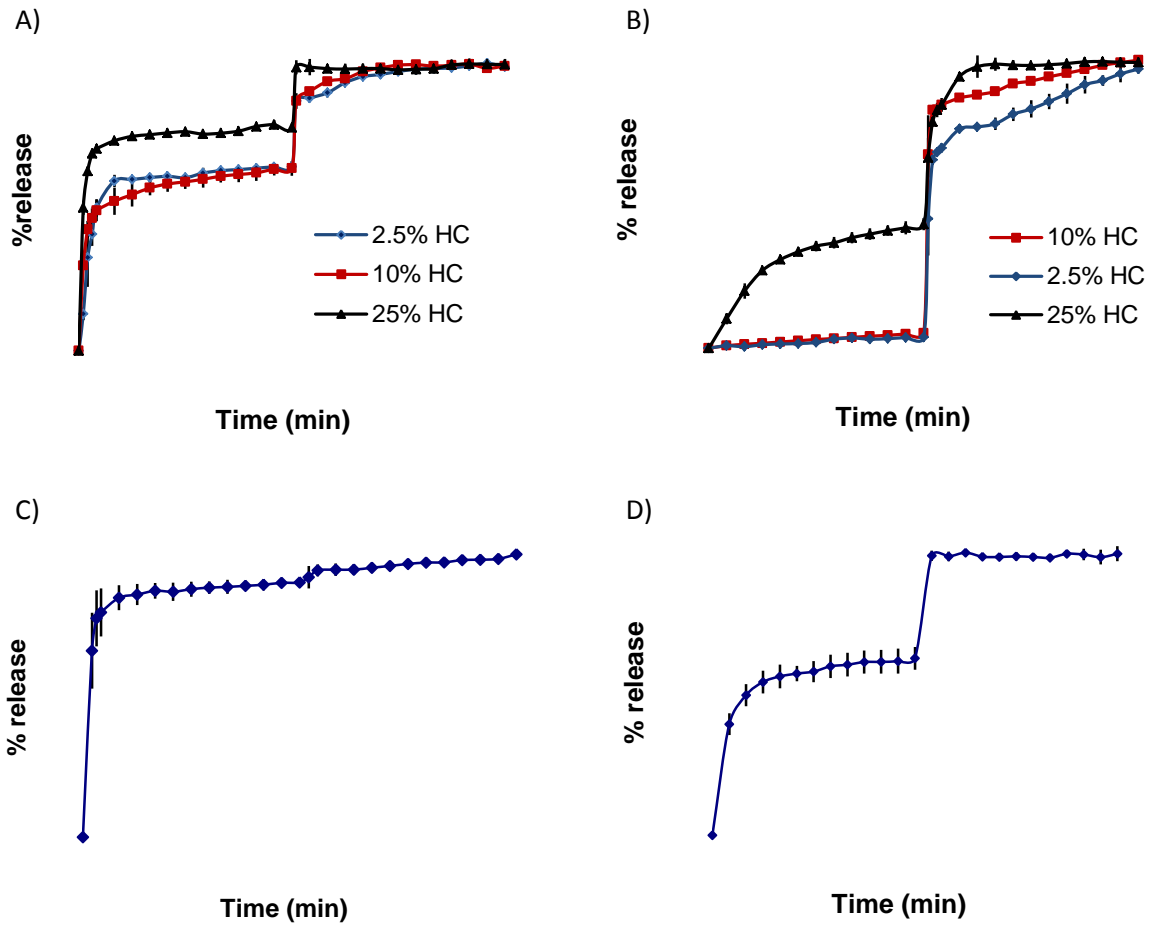 A)
%release
2.5% HC
10% HC
25% HC
Time (min)
B)
% release
10% HC
2.5% HC
25% HC
Time (min)
C)
% release
Time (min)
D)
% release
Time (min)